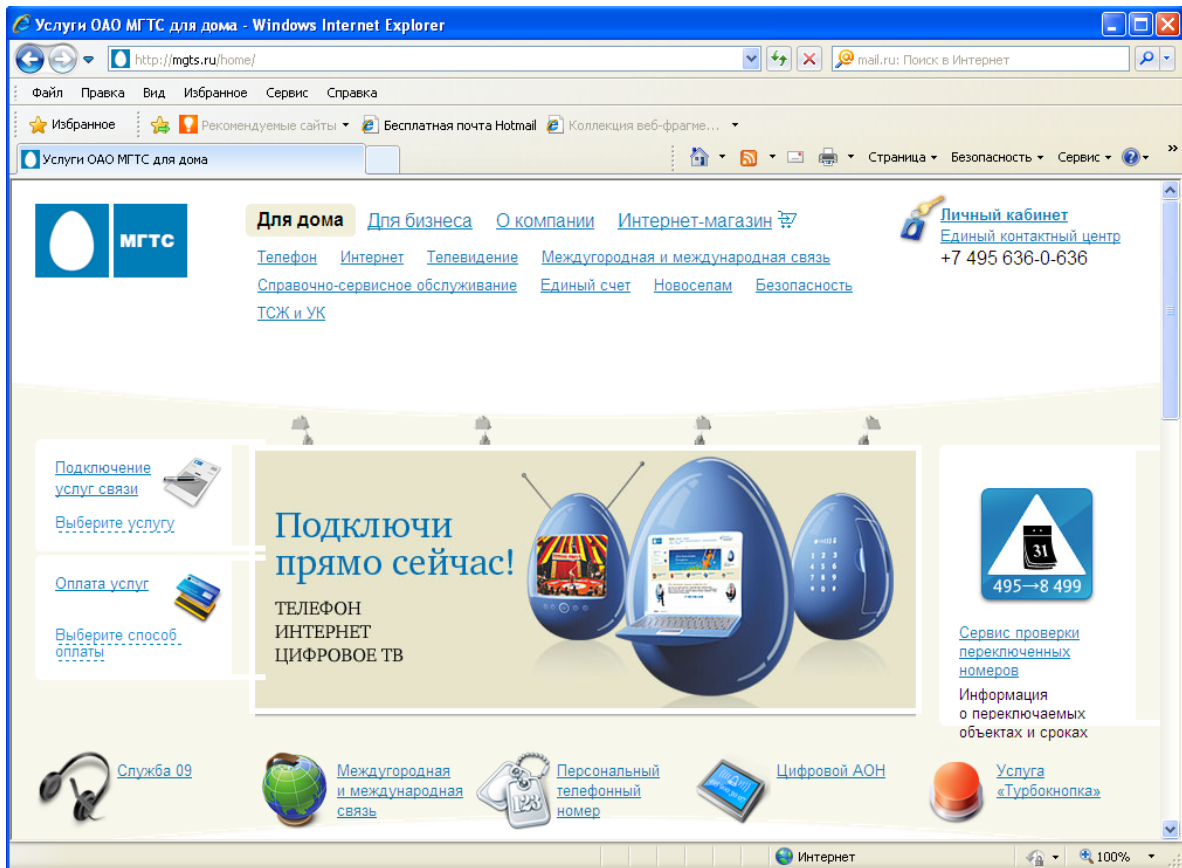 Услуги ОАО МГТС для дома - Windows Internet Explorer
http://mgts.ru/home/
mail.ru: Поиск в Интернет
Файл Правка Вид Избранное Сервис Справка
Избранное Рекомендуемые сайты Бесплатная почта Hotmail Коллекция веб-фрагме...
Услуги ОАО МГТС для дома
Страница Безопасность Сервис »
МГТС
Для дома Для бизнеса О компании Интернет-магазин
Телефон Интернет Телевидение Междугородная и международная связь
Справочно-сервисное обслуживание Единый счет Новоселам Безопасность
ТСЖ и УК
Личный кабинет
Единый контактный центр
+7 495 636-0-636
Подключение
услуг связи
Выберите услугу
Оплата услуг
Выберите способ
оплаты
Подключи
прямо сейчас!
ТЕЛЕФОН
ИНТЕРНЕТ
ЦИФРОВОЕ ТВ
31
495→8 499
Сервис проверки
переключенных
номеров
Информация
о переключаемых
объектах и сроках
Служба 09
Междугородная
и международная
связь
123
Персональный
телефонный
номер
Цифровой АОН
Услуга
«Турбокнопка»
Интернет
100%